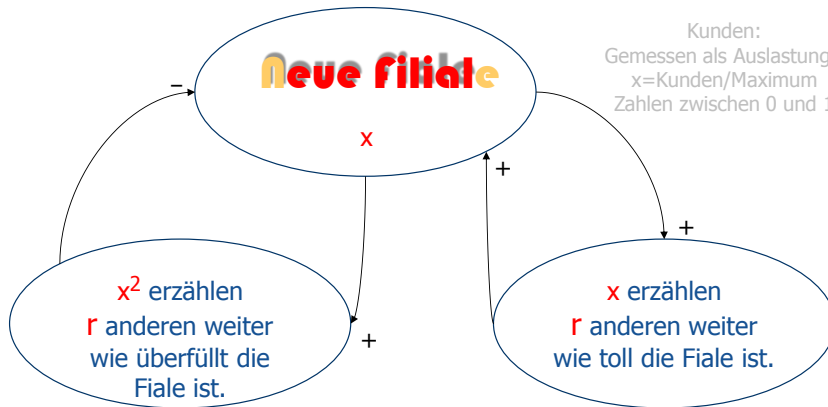 Neue Filiale
x
Kunden:
Gemessen als Auslastung
x=Kunden/Maximum
Zahlen zwischen 0 und 1
–
+
+
+
x² erzählen
r anderen weiter
wie überfüllt die
Fiale ist.
x erzählen
r anderen weiter
wie toll die Fiale ist.